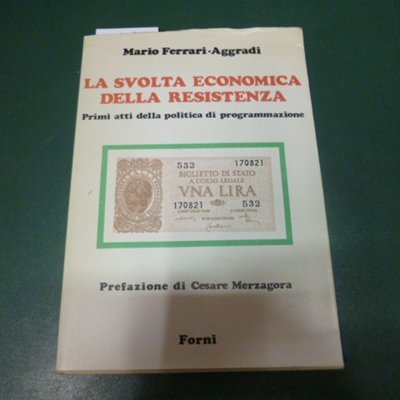 Mario Ferrari-Aggradi
LA SVOLTA ECONOMICA
DELLA RESISTENZA
Primi atti della politica di programmazione
532 170821
BIGLIETTO DI STATO
A CORSO LEGALE
VNA LIRA
170821 532
Prefazione di Cesare Merzagora
Forni